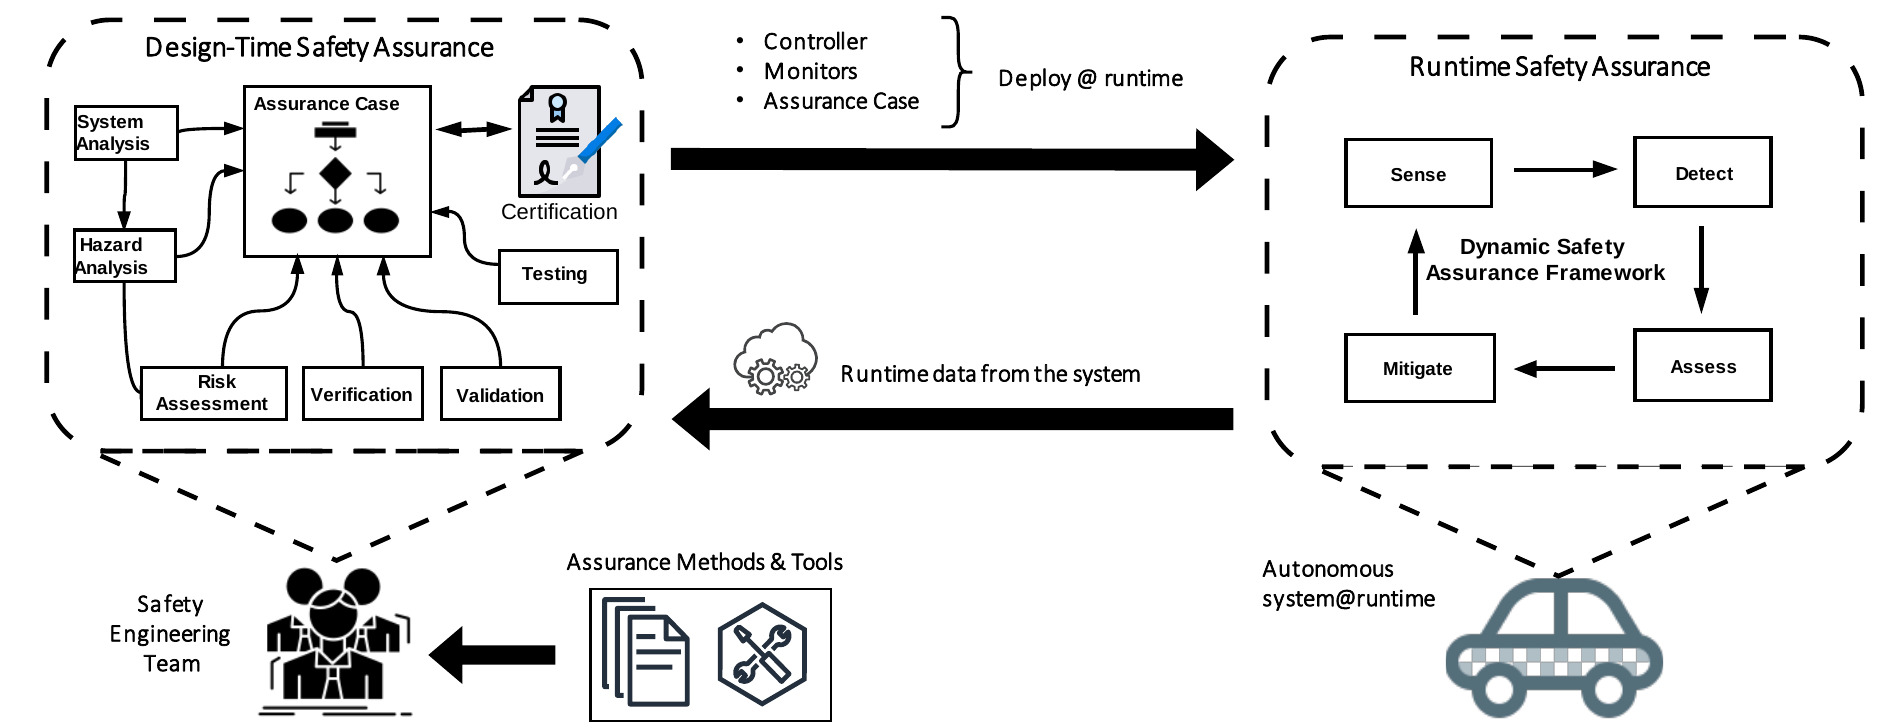 Design-Time Safety Assurance
Assurance Case
System
Analysis
Hazard
Analysis
Certification
Testing
Risk
Assessment
Verification
Validation
• Controller
• Monitors
• Assurance Case
Deploy @ runtime
Runtime data from the system
Runtime Safety Assurance
Sense
Detect
Dynamic Safety
Assurance Framework
Mitigate
Assess
Safety
Engineering
Team
Assurance Methods & Tools
Autonomous
system@runtime